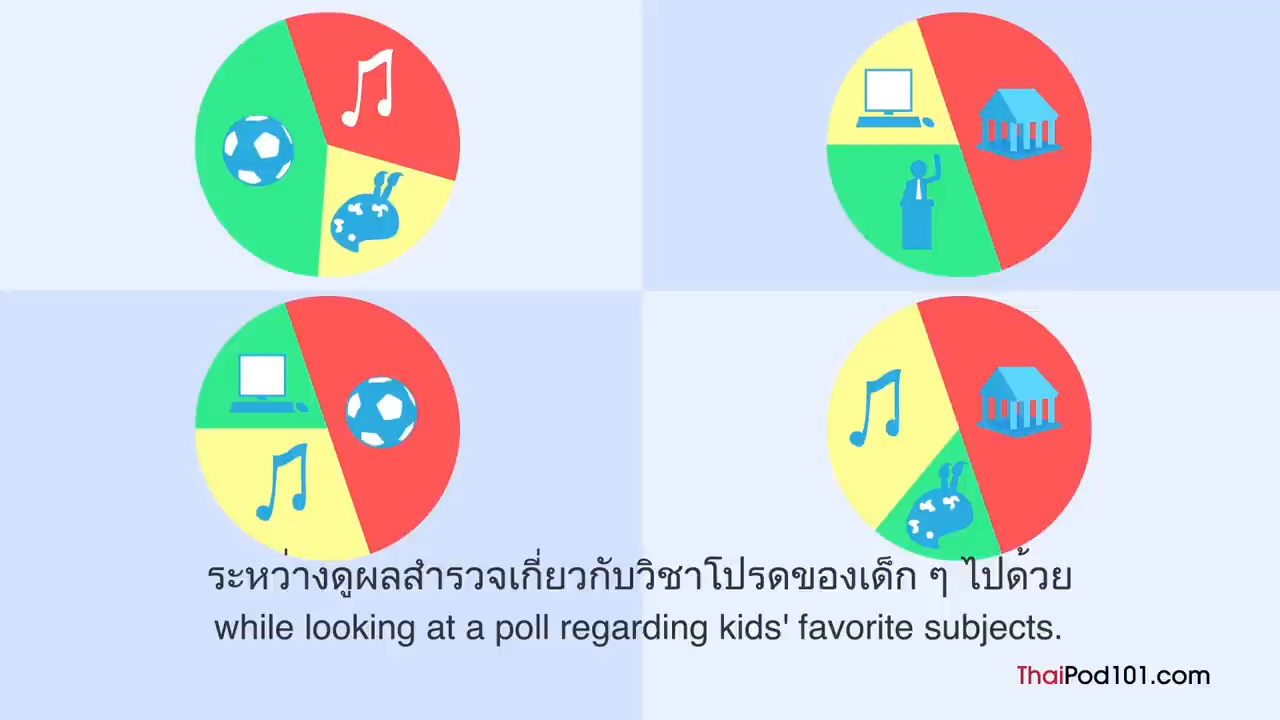 ระหว่างดูผลสำรวจเกี่ยวกับวิชาโปรดของเด็ก ๆ ไปด้วย
while looking at a poll regarding kids' favorite subjects.
ThaiPod101.com